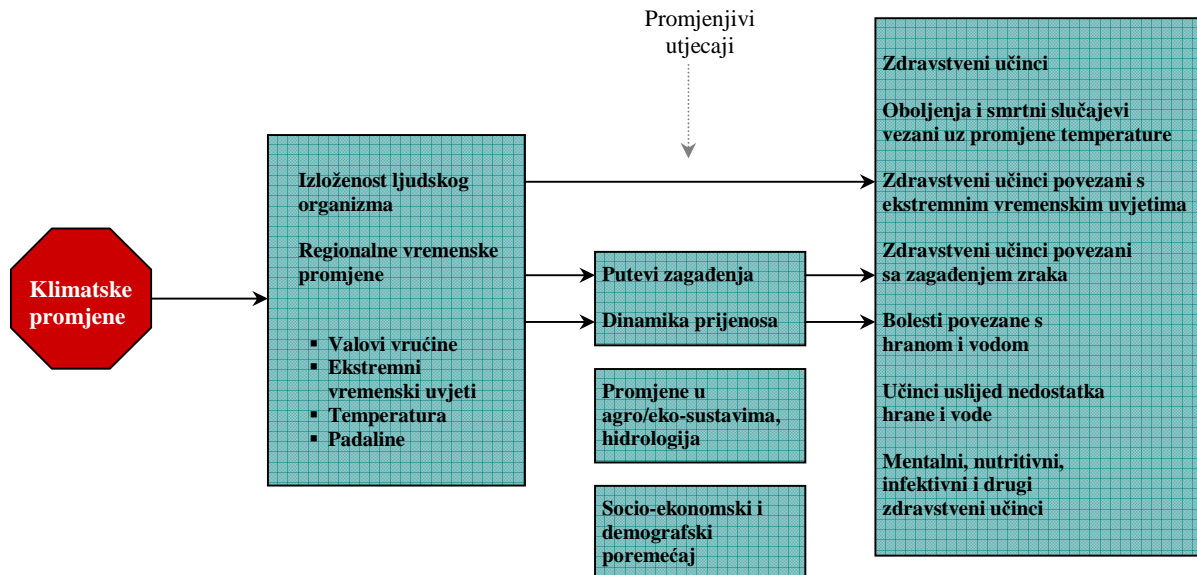 Promjenjivi
utjecaji
Klimatske
promjene
Izloženost ljudskog
organizma
Regionalne vremenske
promjene
▪ Valovi vrućine
▪ Ekstremni
vremenski uvjeti
▪ Temperatura
▪ Padaline
Putevi zagađenja
Dinamika prijenosa
Promjene u
agro/eko-sustavima,
hidrologija
Socio-ekonomski i
demografski
poremećaj
Zdravstveni učinci
Oboljenja i smrtni slučajevi
vezani uz promjene temperature
Zdravstveni učinci povezani s
ekstremnim vremenskim uvjetima
Zdravstveni učinci povezani
sa zagađenjem zraka
Bolesti povezane s
hranom i vodom
Učinci uslijed nedostatka
hrane i vode
Mentalni, nutritivni,
infektivni i drugi
zdravstveni učinci